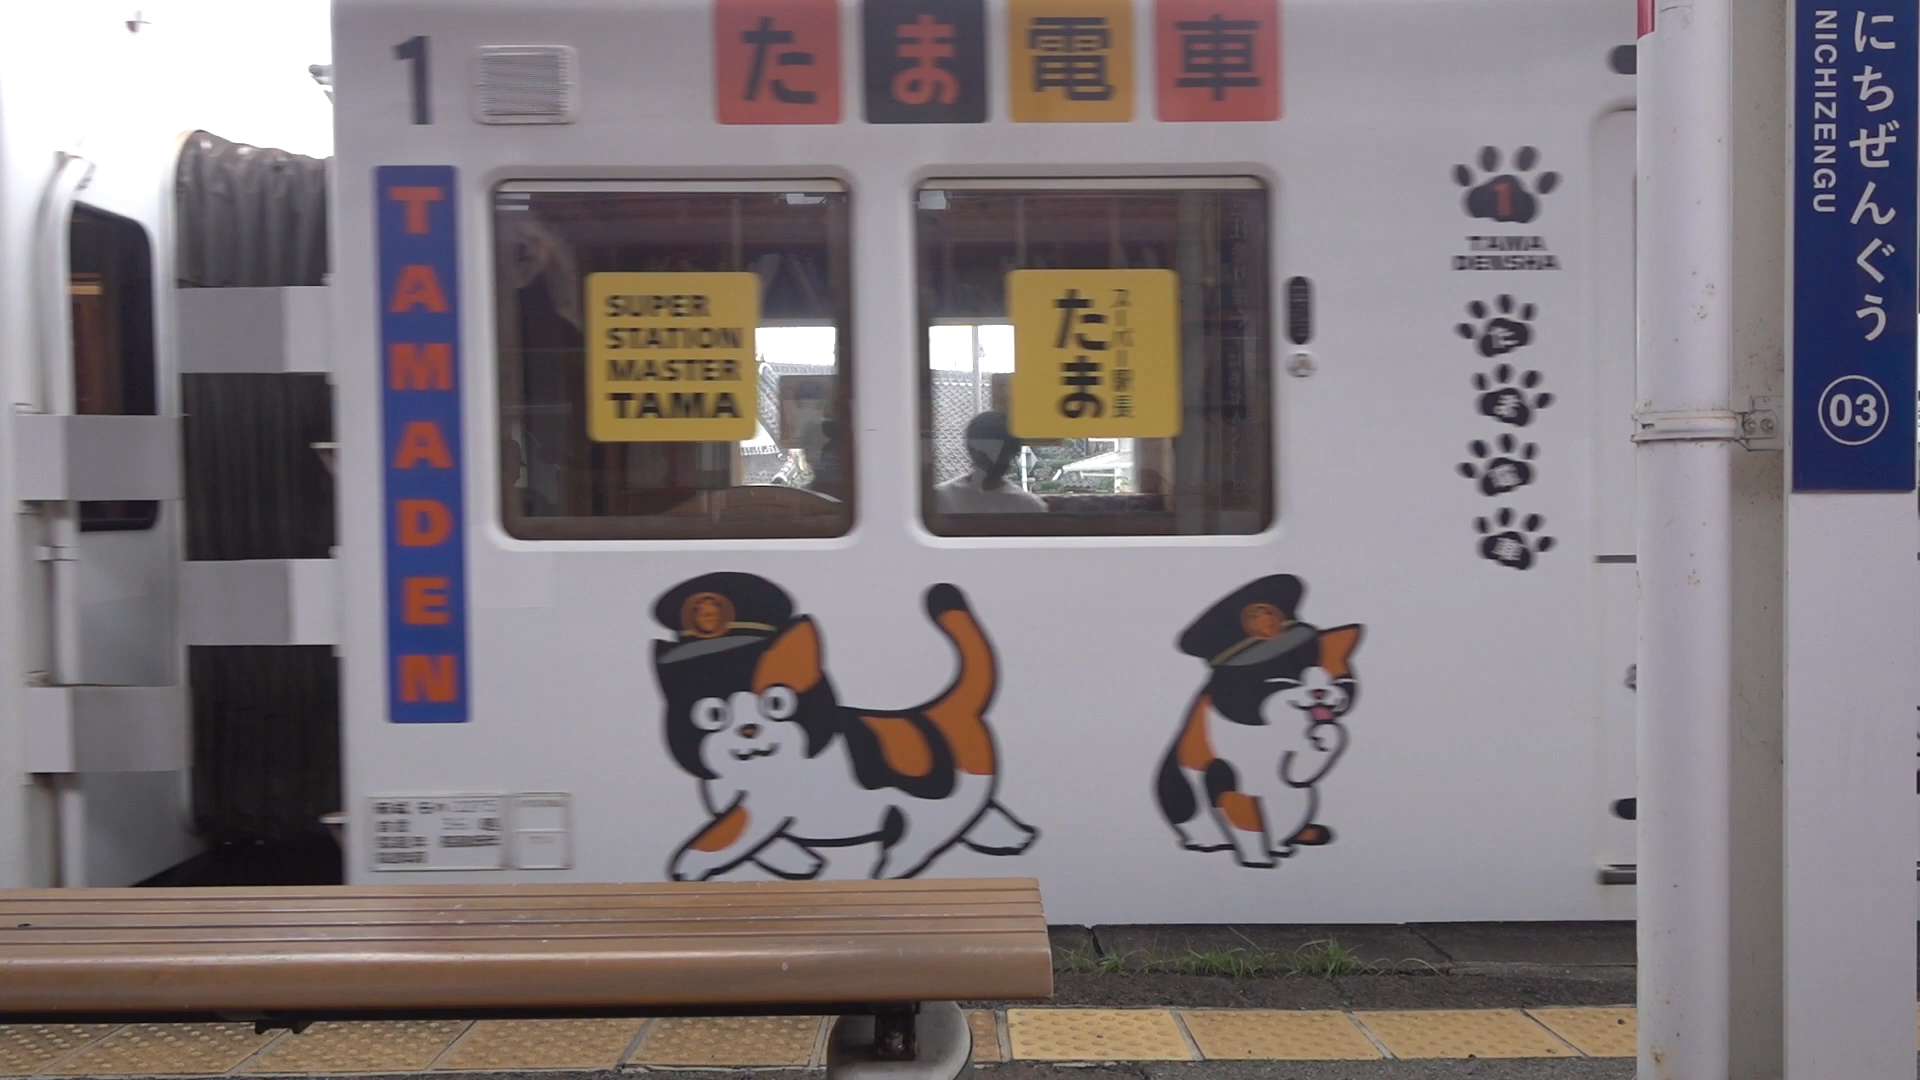 1
たま電車
TAMADEN
SUPER
STATION
MASTER
TAMA
スーパー駅長
たま
1
TAMA
DENSHA
たま電車
にちぜんぐう
NICHIZENGU
03